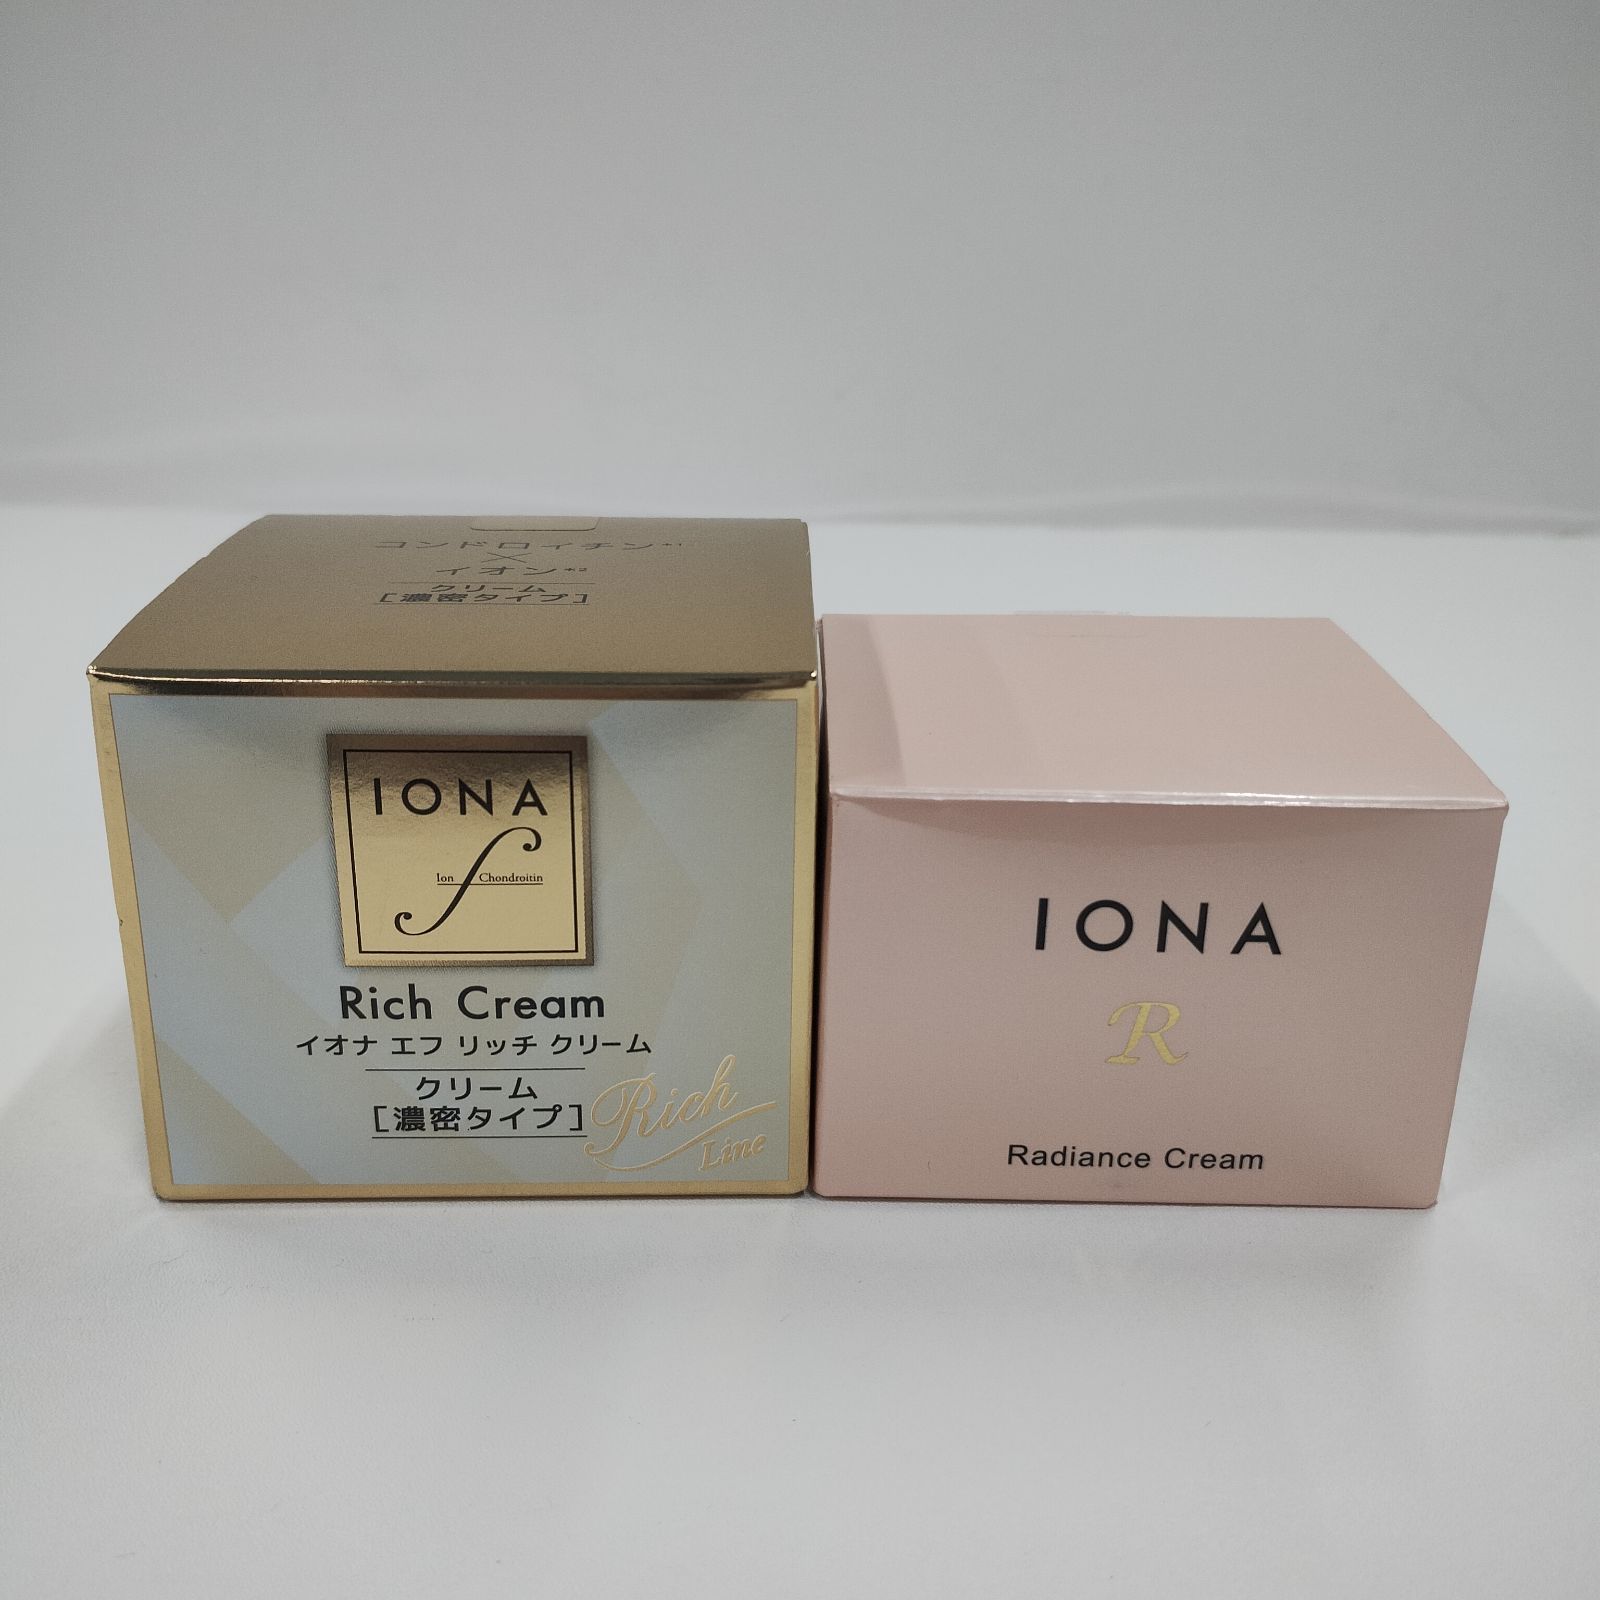 コンドロイチン*1
×
イオン*2
クリーム
[濃密タイプ]
IONA
f
Ion Chondroitin
Rich Cream
イオナ エフ リッチ クリーム
クリーム
[濃密タイプ]
Rich
Line
IONA
R
Radiance Cream